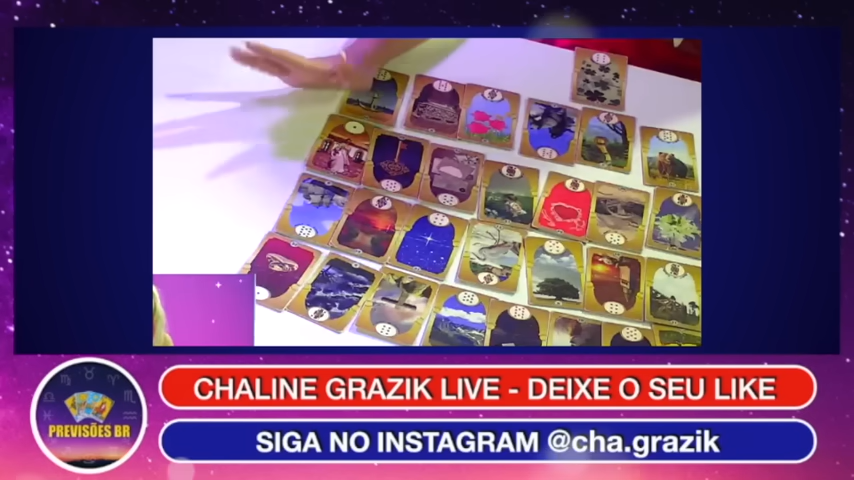 CHALINE GRAZIK LIVE - DEIXE O SEU LIKE
PREVISÕES BR
SIGA NO INSTAGRAM @cha.grazik